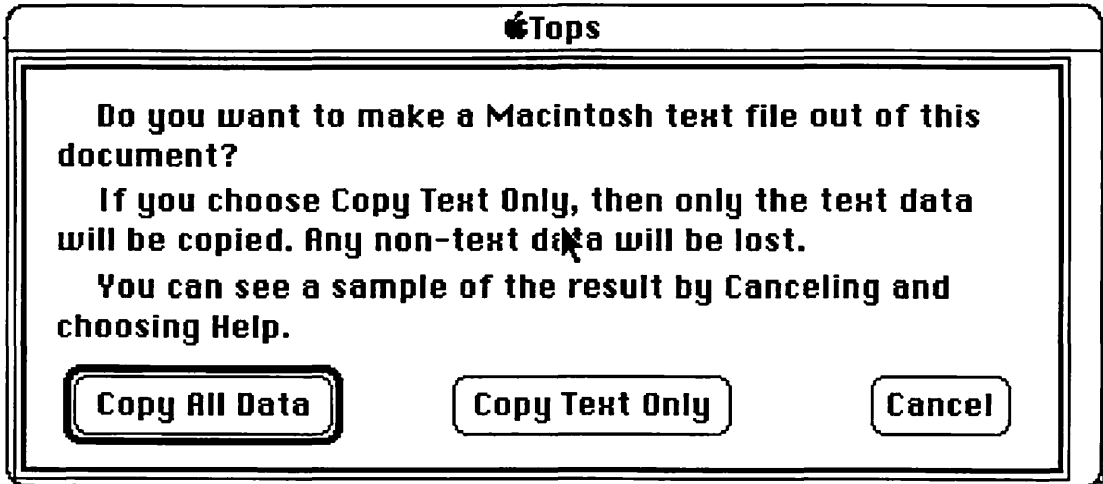 Tops
Do you want to make a Macintosh text file out of this
document?
If you choose Copy Text Only, then only the text data
will be copied. Any non-text data will be lost.
You can see a sample of the result by Canceling and
choosing Help.
Copy All Data
Copy Text Only
Cancel